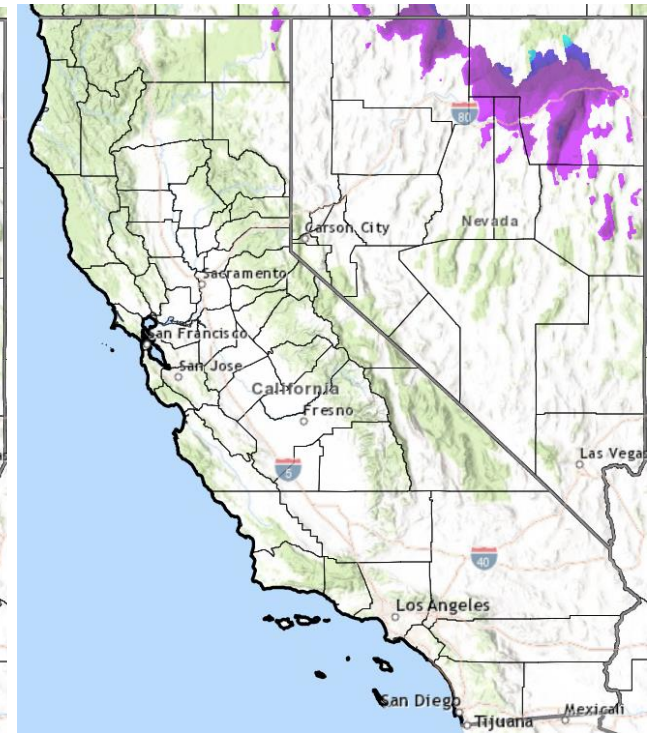 80
Nevada
Carson City
Sacramento
San Francisco
San Jose
California
Fresno
5
Las Vegas
40
Los Angeles
San Diego
Tijuana
Mexicali